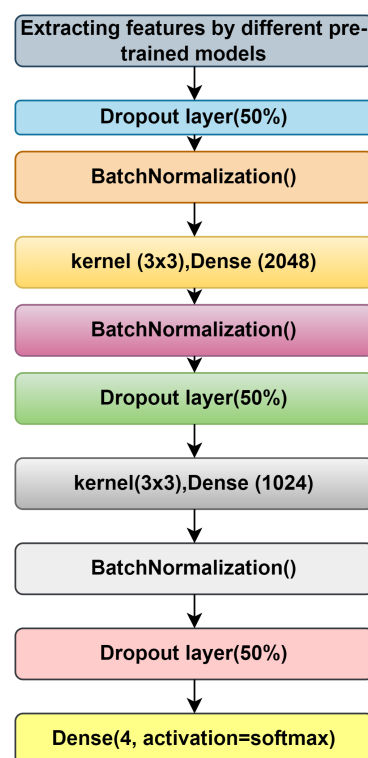 Extracting features by different pre-
trained models
Dropout layer(50%)
BatchNormalization()
kernel (3x3),Dense (2048)
BatchNormalization()
Dropout layer(50%)
kernel(3x3),Dense (1024)
BatchNormalization()
Dropout layer(50%)
Dense(4, activation=softmax)